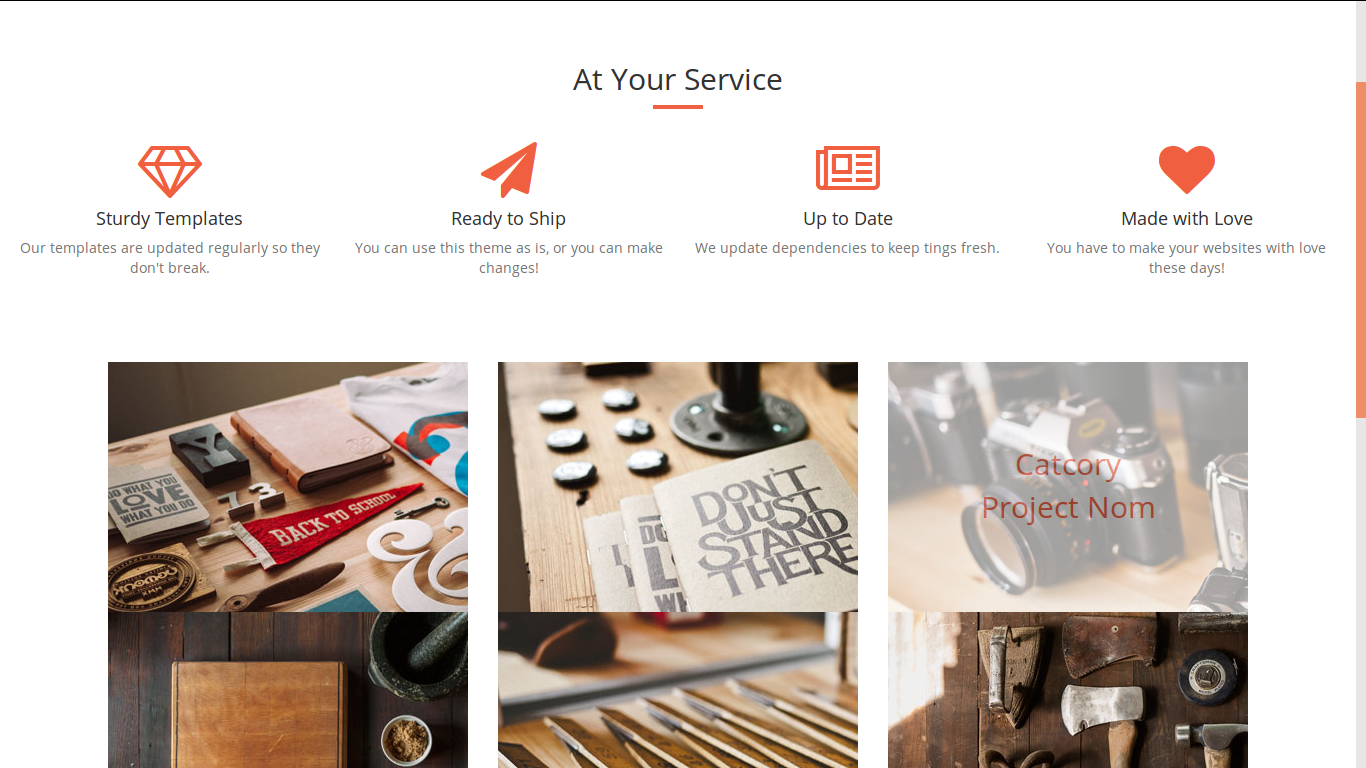 At Your Service
Sturdy Templates
Our templates are updated regularly so they
don't break.
Ready to Ship
You can use this theme as is, or you can make
changes!
Up to Date
We update dependencies to keep tings fresh.
Made with Love
You have to make your websites with love
these days!
DO WHAT YOU
LOVE
WHAT YOU DO
Y
7 3
BACK TO SCHOOL
&
DON'T
JUST
STAND
THERE
Catcory
Project Nom